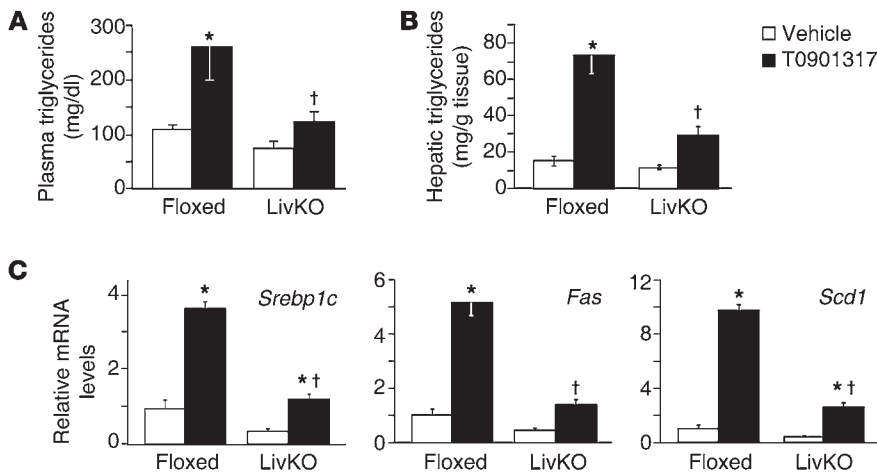 A
Plasma triglycerides
(mg/dl)
300
200
100
0
*
†
Floxed
LivKO
B
Hepatic triglycerides
(mg/g tissue)
80
60
40
20
0
*
†
Floxed
LivKO
Vehicle
T0901317
C
Relative mRNA
levels
4
2
0
*
* †
Srebp1c
Floxed
LivKO
6
4
2
0
*
†
Fas
Floxed
LivKO
12
8
4
0
*
* †
Scd1
Floxed
LivKO